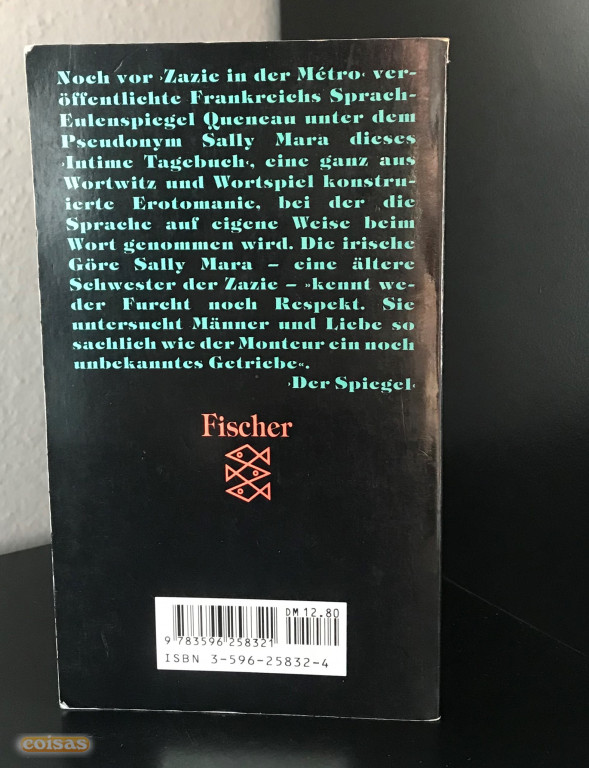 Noch vor ›Zazie in der Métro‹ ver-
öffentlichte Frankreichs Sprach-
Eulenspiegel Queneau unter dem
Pseudonym Sally Mara dieses
›Intime Tagebuch‹, eine ganz aus
Wortwitz und Wortspiel konstru-
ierte Erotomanie, bei der die
Sprache auf eigene Weise beim
Wort genommen wird. Die irische
Göre Sally Mara – eine ältere
Schwester der Zazie – »kennt we-
der Furcht noch Respekt. Sie
untersucht Männer und Liebe so
sachlich wie der Monteur ein noch
unbekanntes Getriebe«.
›Der Spiegel‹
Fischer
DM 12.80
9 783596 258321
ISBN 3-596-25832-4
coisas